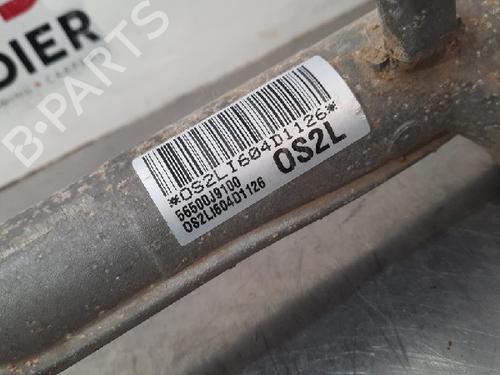 DIER
B-PARTS
*OS2LI604D1126*
OS2L
56500J9100
OS2LI604D1126